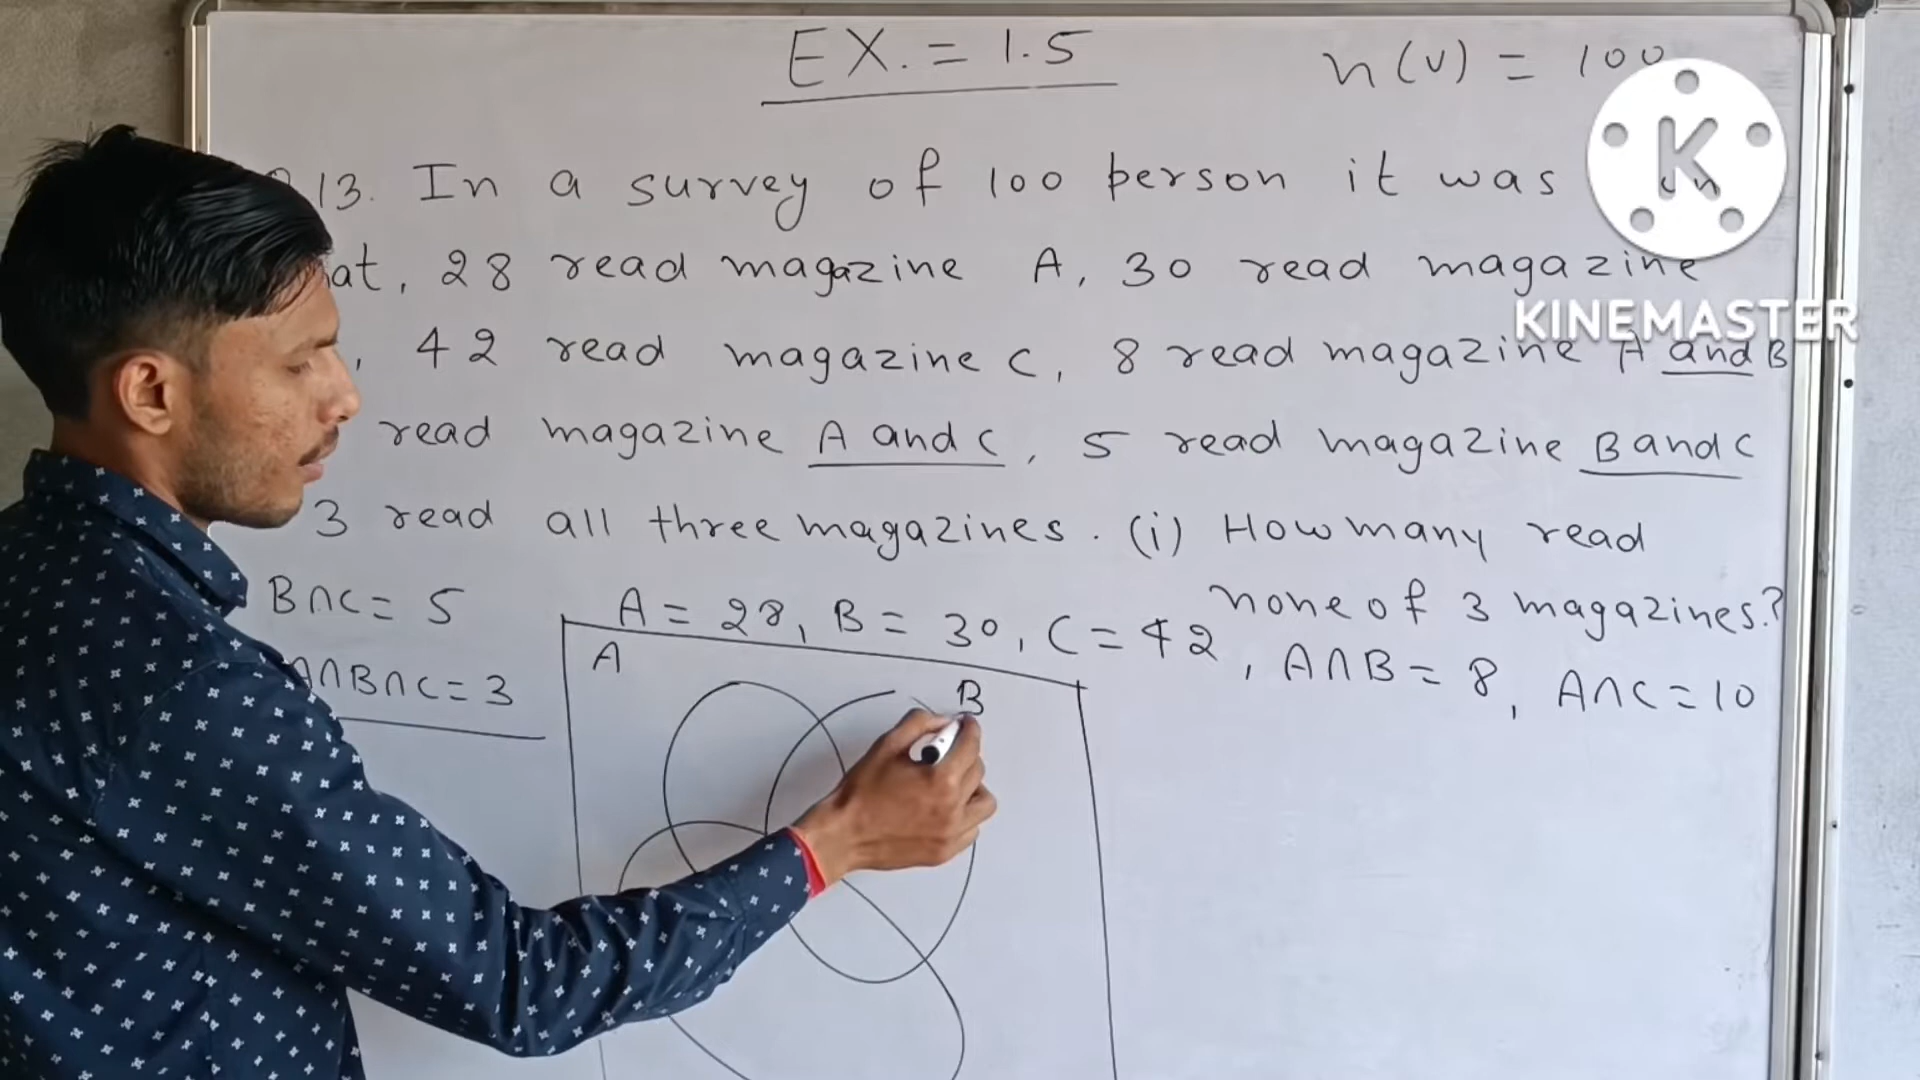 EX. = 1.5
n(U) = 100
13. In a survey of 100 person it was
at, 28 read magazine A, 30 read magazine
, 42 read magazine C, 8 read magazine A and B
read magazine A and C, 5 read magazine B and C
3 read all three magazines. (i) How many read
none of 3 magazines?
B∩C = 5
A∩B∩C = 3
A = 28, B = 30, C = 42, A∩B = 8, A∩C = 10
A
B
K
KINEMASTER